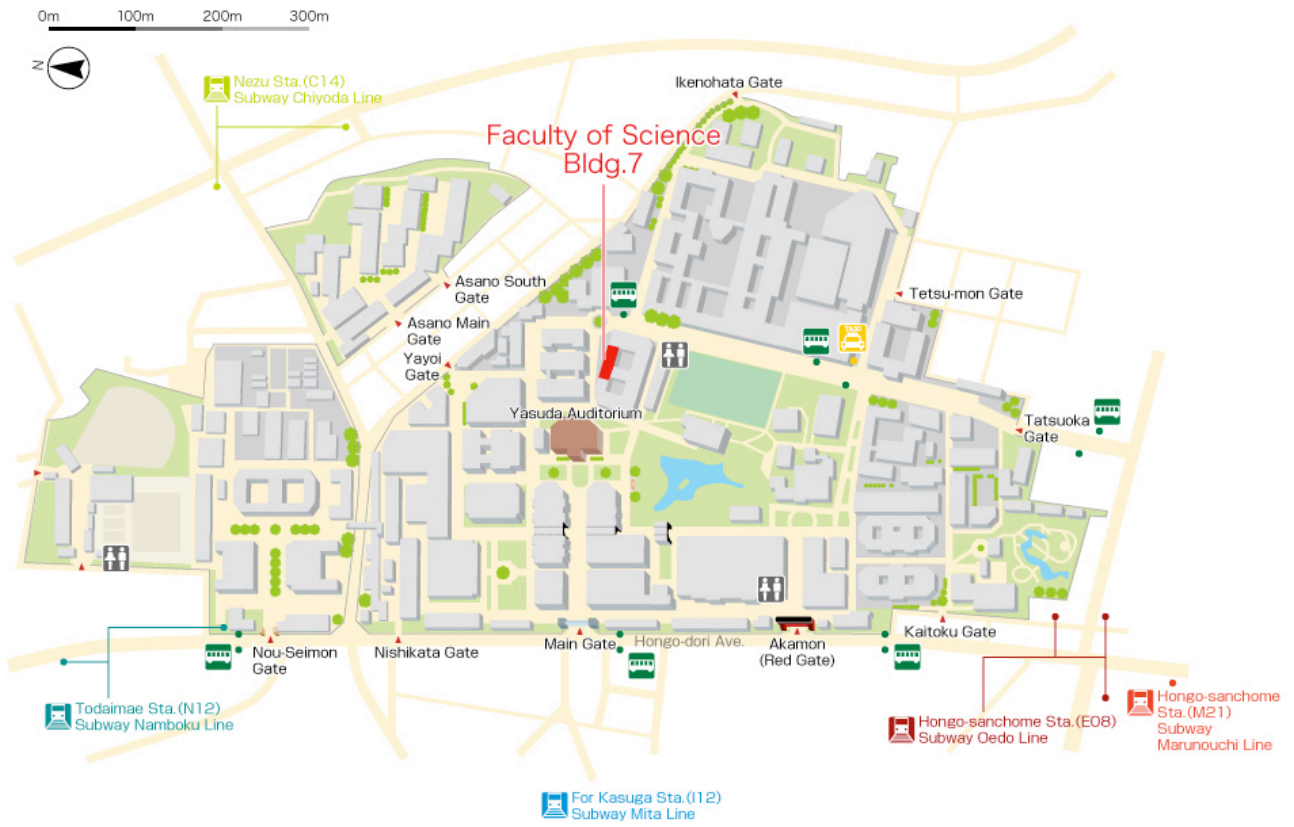 0m 100m 200m 300m
N
Nezu Sta.(C14)
Subway Chiyoda Line
Ikenohata Gate
Faculty of Science
Bldg.7
Asano South
Gate
Tetsu-mon Gate
TAXI
Asano Main
Gate
Yayoi
Gate
Yasuda Auditorium
Tatsuoka
Gate
Nou-Seimon
Gate
Nishikata Gate
Main Gate
Hongo-dori Ave.
Akamon
(Red Gate)
Kaitoku Gate
Todaimae Sta.(N12)
Subway Namboku Line
Hongo-sanchome Sta.(E08)
Subway Oedo Line
Hongo-sanchome
Sta.(M21)
Subway
Marunouchi Line
For Kasuga Sta.(I12)
Subway Mita Line